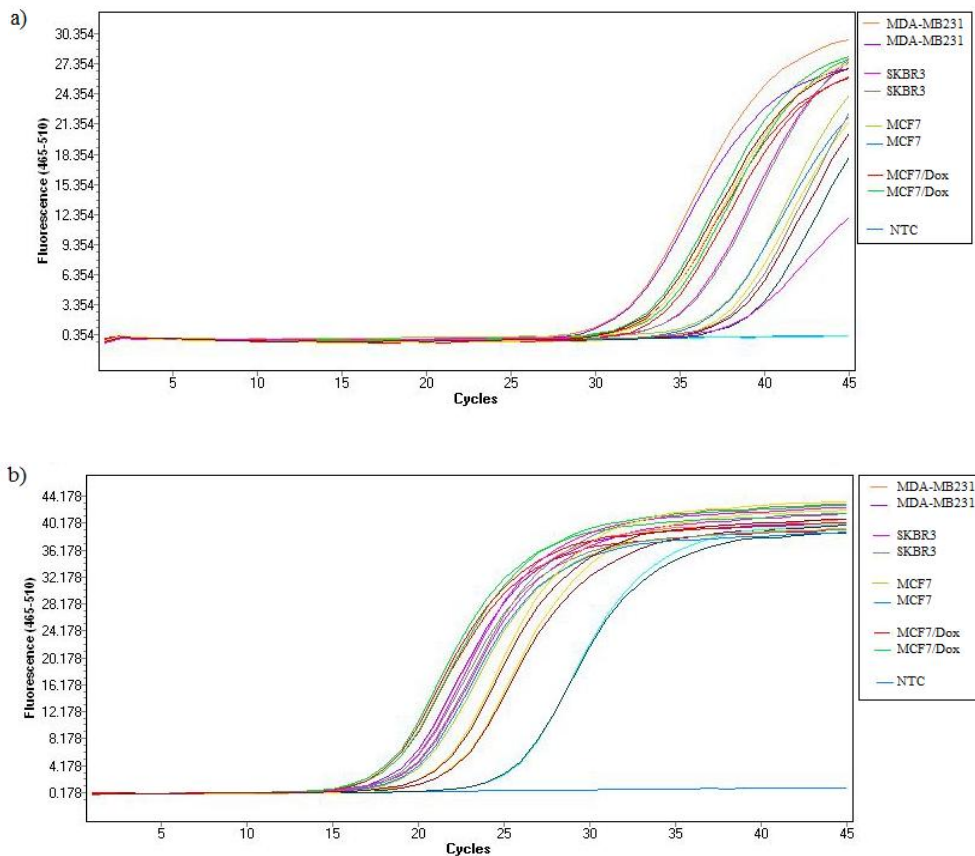 a)
30.354
27.354
24.354
21.354
18.354
15.354
12.354
9.354
6.354
3.354
0.354
Fluorescence (465-510)
5 10 15 20 25 30 35 40 45
Cycles
MDA-MB231
MDA-MB231
SKBR3
SKBR3
MCF7
MCF7
MCF7/Dox
MCF7/Dox
NTC
b)
44.178
40.178
36.178
32.178
28.178
24.178
20.178
16.178
12.178
8.178
4.178
0.178
Fluorescence (465-510)
5 10 15 20 25 30 35 40 45
Cycles
MDA-MB231
MDA-MB231
SKBR3
SKBR3
MCF7
MCF7
MCF7/Dox
MCF7/Dox
NTC